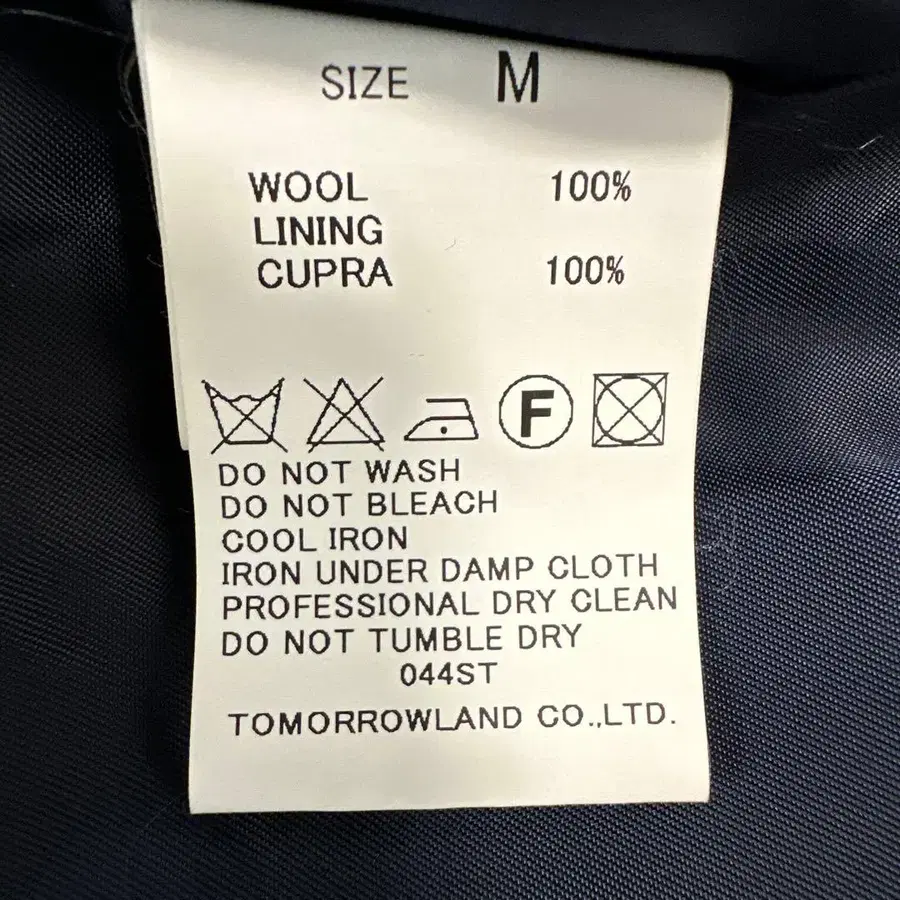 SIZE M
WOOL 100%
LINING
CUPRA 100%
F
DO NOT WASH
DO NOT BLEACH
COOL IRON
IRON UNDER DAMP CLOTH
PROFESSIONAL DRY CLEAN
DO NOT TUMBLE DRY
044ST
TOMORROWLAND CO.,LTD.